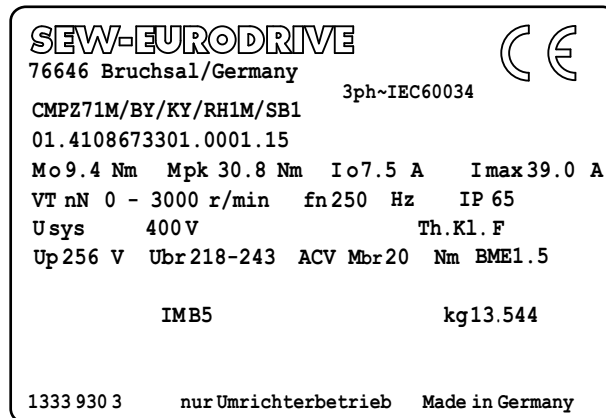 SEW-EURODRIVE CE
76646 Bruchsal/Germany
3ph~IEC60034
CMPZ71M/BY/KY/RH1M/SB1
01.4108673301.0001.15
Mo 9.4 Nm Mpk 30.8 Nm Io 7.5 A Imax 39.0 A
VT nN 0 - 3000 r/min fn 250 Hz IP 65
Usys 400 V Th.Kl. F
Up 256 V Ubr 218-243 ACV Mbr 20 Nm BME1.5
IMB5 kg 13.544
1333 930 3 nur Umrichterbetrieb Made in Germany